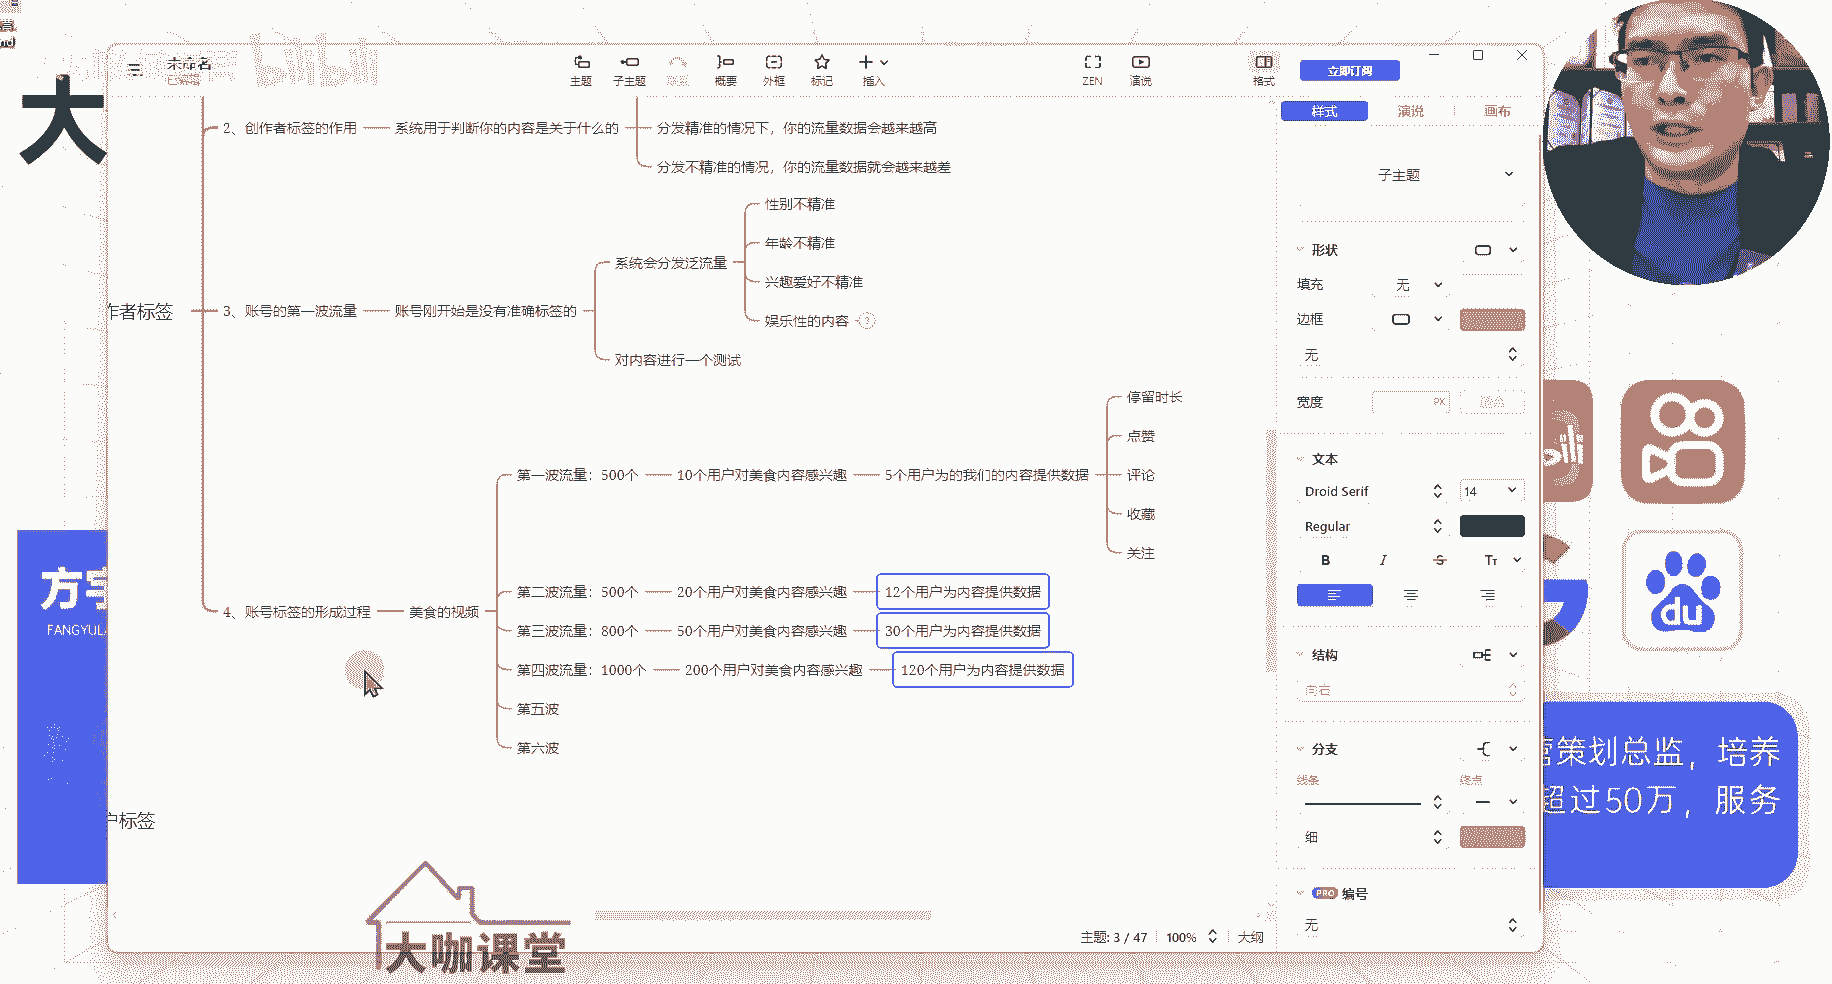 未命名
已编辑
bilibili
主题
子主题
联系
概要
外框
标记
插入
ZEN
演说
格式
立即订阅
大
样式
演说
画布
2、创作者标签的作用
系统用于判断你的内容是关于什么的
分发精准的情况下，你的流量数据会越来越高
分发不精准的情况，你的流量数据就会越来越差
性别不精准
年龄不精准
系统会分发泛流量
兴趣爱好不精准
娱乐性的内容
作者标签
3、账号的第一波流量
账号刚开始是没有准确标签的
对内容进行一个测试
停留时长
点赞
第一波流量：500个
10个用户对美食内容感兴趣
5个用户为的我们的内容提供数据
评论
收藏
关注
第二波流量：500个
20个用户对美食内容感兴趣
12个用户为内容提供数据
4、账号标签的形成过程
美食的视频
第三波流量：800个
50个用户对美食内容感兴趣
30个用户为内容提供数据
第四波流量：1000个
200个用户对美食内容感兴趣
120个用户为内容提供数据
第五波
第六波
户标签
子主题
形状
填充
无
边框
无
宽度
PX
文本
Droid Serif
14
Regular
B I S Tт
结构
向右
分支
线条
终点
细
PRO 编号
无
主题: 3 / 47
100%
大纲
大咖课堂
方宇
FANGYUL
du
营策划总监，培养
超过50万，服务